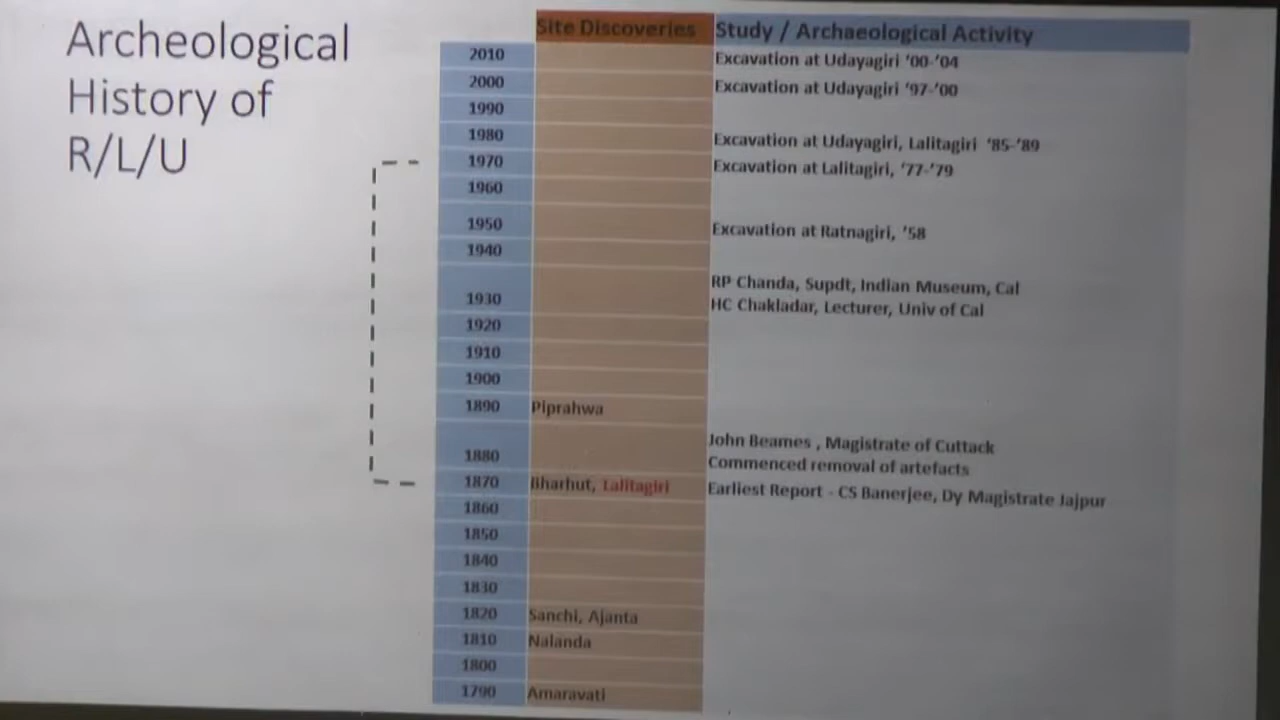 Archeological
History of
R/L/U
Site Discoveries Study / Archaeological Activity
2010 Excavation at Udayagiri ‘00-’04
2000 Excavation at Udayagiri ‘97-’00
1990
1980 Excavation at Udayagiri, Lalitagiri ‘85-’89
1970 Excavation at Lalitagiri, ‘77-’79
1960
1950 Excavation at Ratnagiri, ’58
1940
RP Chanda, Supdt, Indian Museum, Cal
1930 HC Chakladar, Lecturer, Univ of Cal
1920
1910
1900
1890 Piprahwa
John Beames , Magistrate of Cuttack
1880 Commenced removal of artefacts
1870 Bharhut, Lalitagiri Earliest Report - CS Banerjee, Dy Magistrate Jajpur
1860
1850
1840
1830
1820 Sanchi, Ajanta
1810 Nalanda
1800
1790 Amaravati